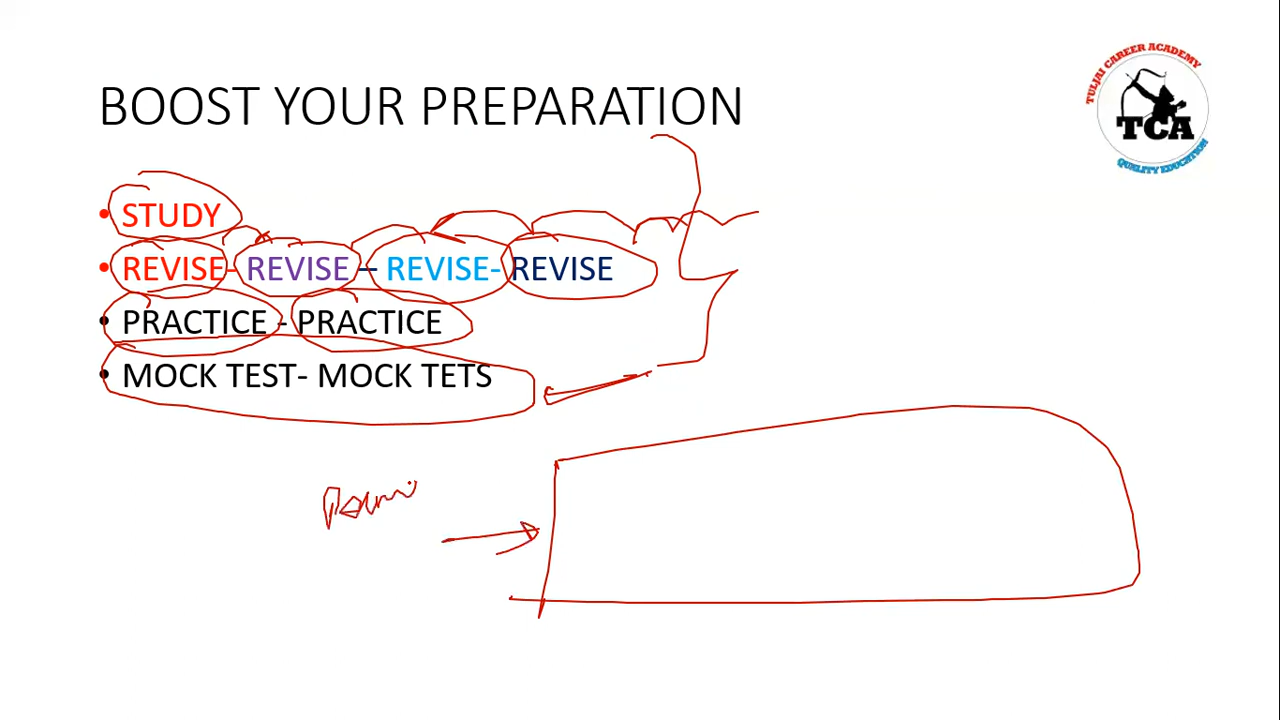 BOOST YOUR PREPARATION
TULJAI CAREER ACADEMY
TCA
QUALITY EDUCATION
• STUDY
• REVISE- REVISE – REVISE- REVISE
• PRACTICE - PRACTICE
• MOCK TEST- MOCK TETS